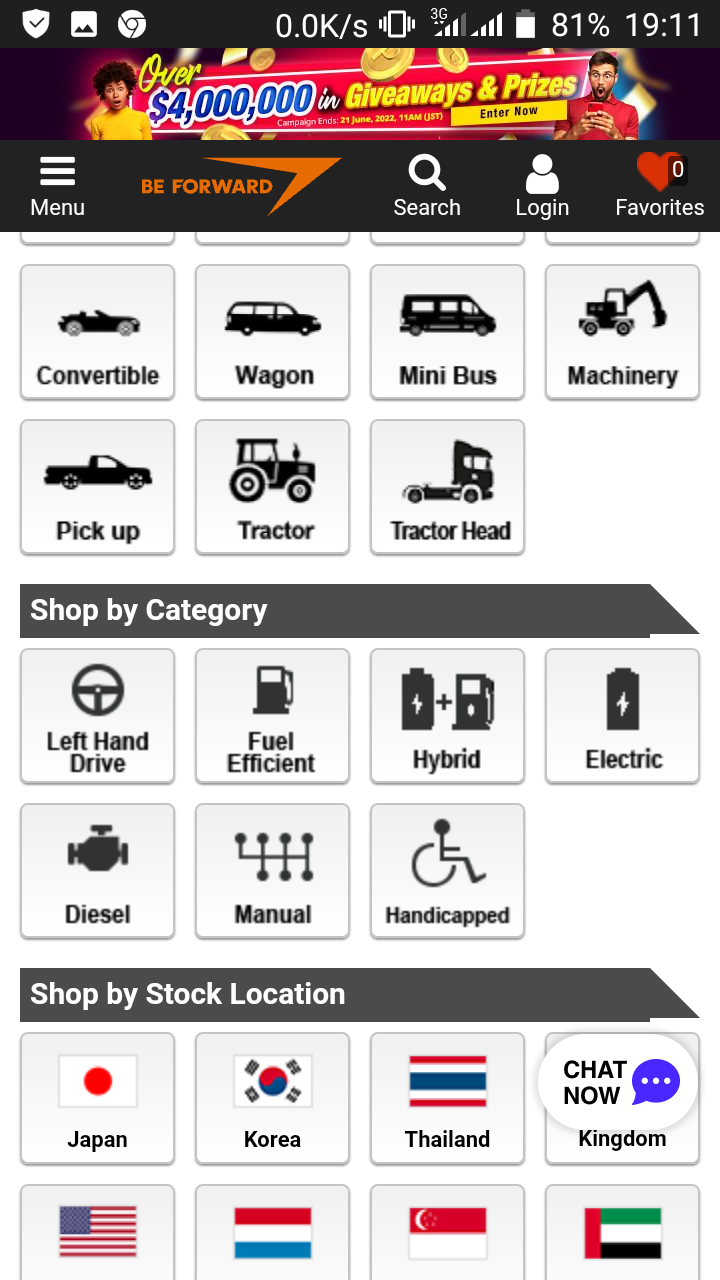 0.0K/s 3G 81% 19:11
Over
$4,000,000 in Giveaways & Prizes
Campaign Ends: 21 June, 2022, 11AM (JST) Enter Now
BE FORWARD
Menu Search Login Favorites 0
Convertible Wagon Mini Bus Machinery
Pick up Tractor Tractor Head
Shop by Category
Left Hand Drive Fuel Efficient Hybrid Electric
Diesel Manual Handicapped
Shop by Stock Location
CHAT
NOW
Japan Korea Thailand Kingdom